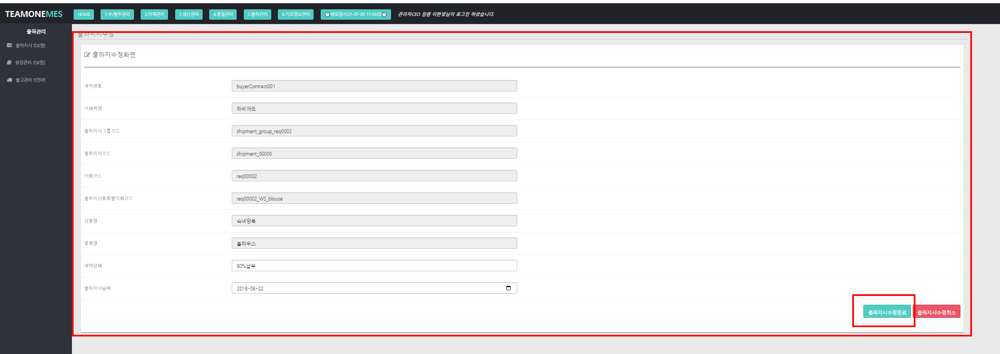 TEAMONEMES
HOME 1.수/발주관리 2.자재관리 3.생산관리 4.품질관리 5.출하관리 6.기초정보관리 배포일시:21-07-30 17:10:00 관리자CEO 임원 이한빛님이 로그인 하셨습니다.
출하관리
출하지시 ![보람]
송장관리 ![보람]
출고관리 ![민아]
출하지시수정
출하지수정화면
계약번호 buyerContract001
거래처명 라비아또
출하지시그룹코드 shipment_group_req0002
출하지시코드 shipment_00005
의뢰코드 req00002
출하지시품목별의뢰코드 req00002_WS_blouse
상품명 숙녀양복
품목명 블라우스
계약상태 80%납부
출하지시날짜 2018-06-22
출하지시수정완료 출하지시수정취소